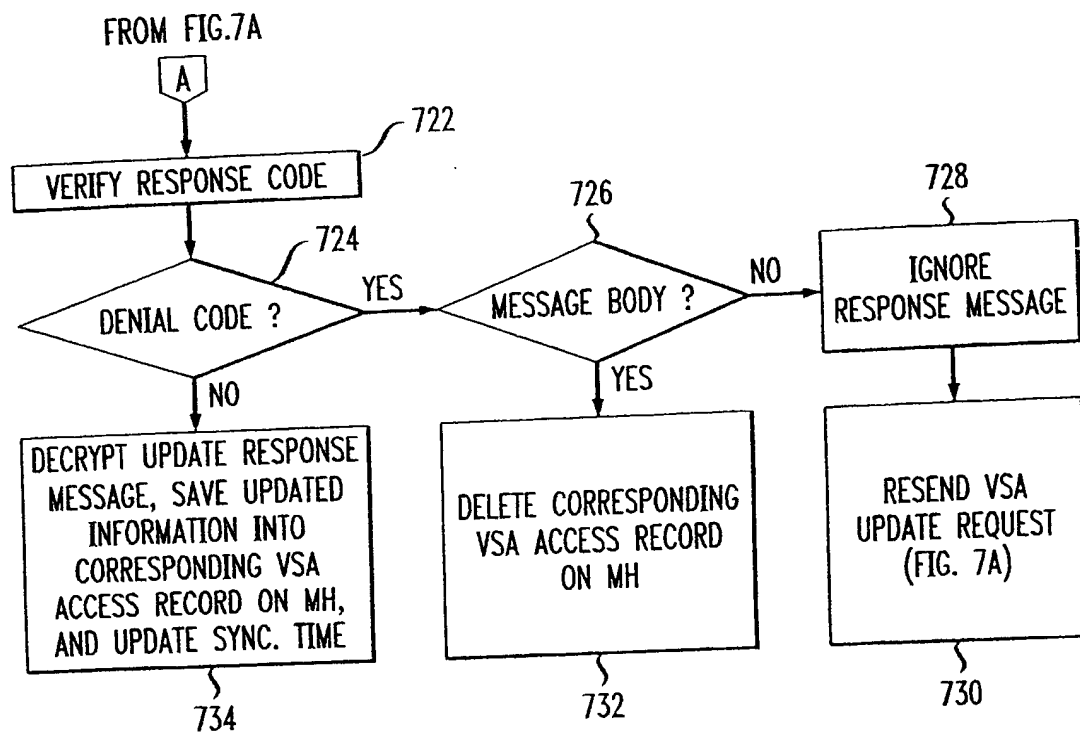 FROM FIG.7A
A
722
VERIFY RESPONSE CODE
724
DENIAL CODE ?
YES
NO
726
MESSAGE BODY ?
NO
YES
728
IGNORE
RESPONSE MESSAGE
DECRYPT UPDATE RESPONSE
MESSAGE, SAVE UPDATED
INFORMATION INTO
CORRESPONDING VSA
ACCESS RECORD ON MH,
AND UPDATE SYNC. TIME
734
DELETE CORRESPONDING
VSA ACCESS RECORD
ON MH
732
RESEND VSA
UPDATE REQUEST
(FIG. 7A)
730